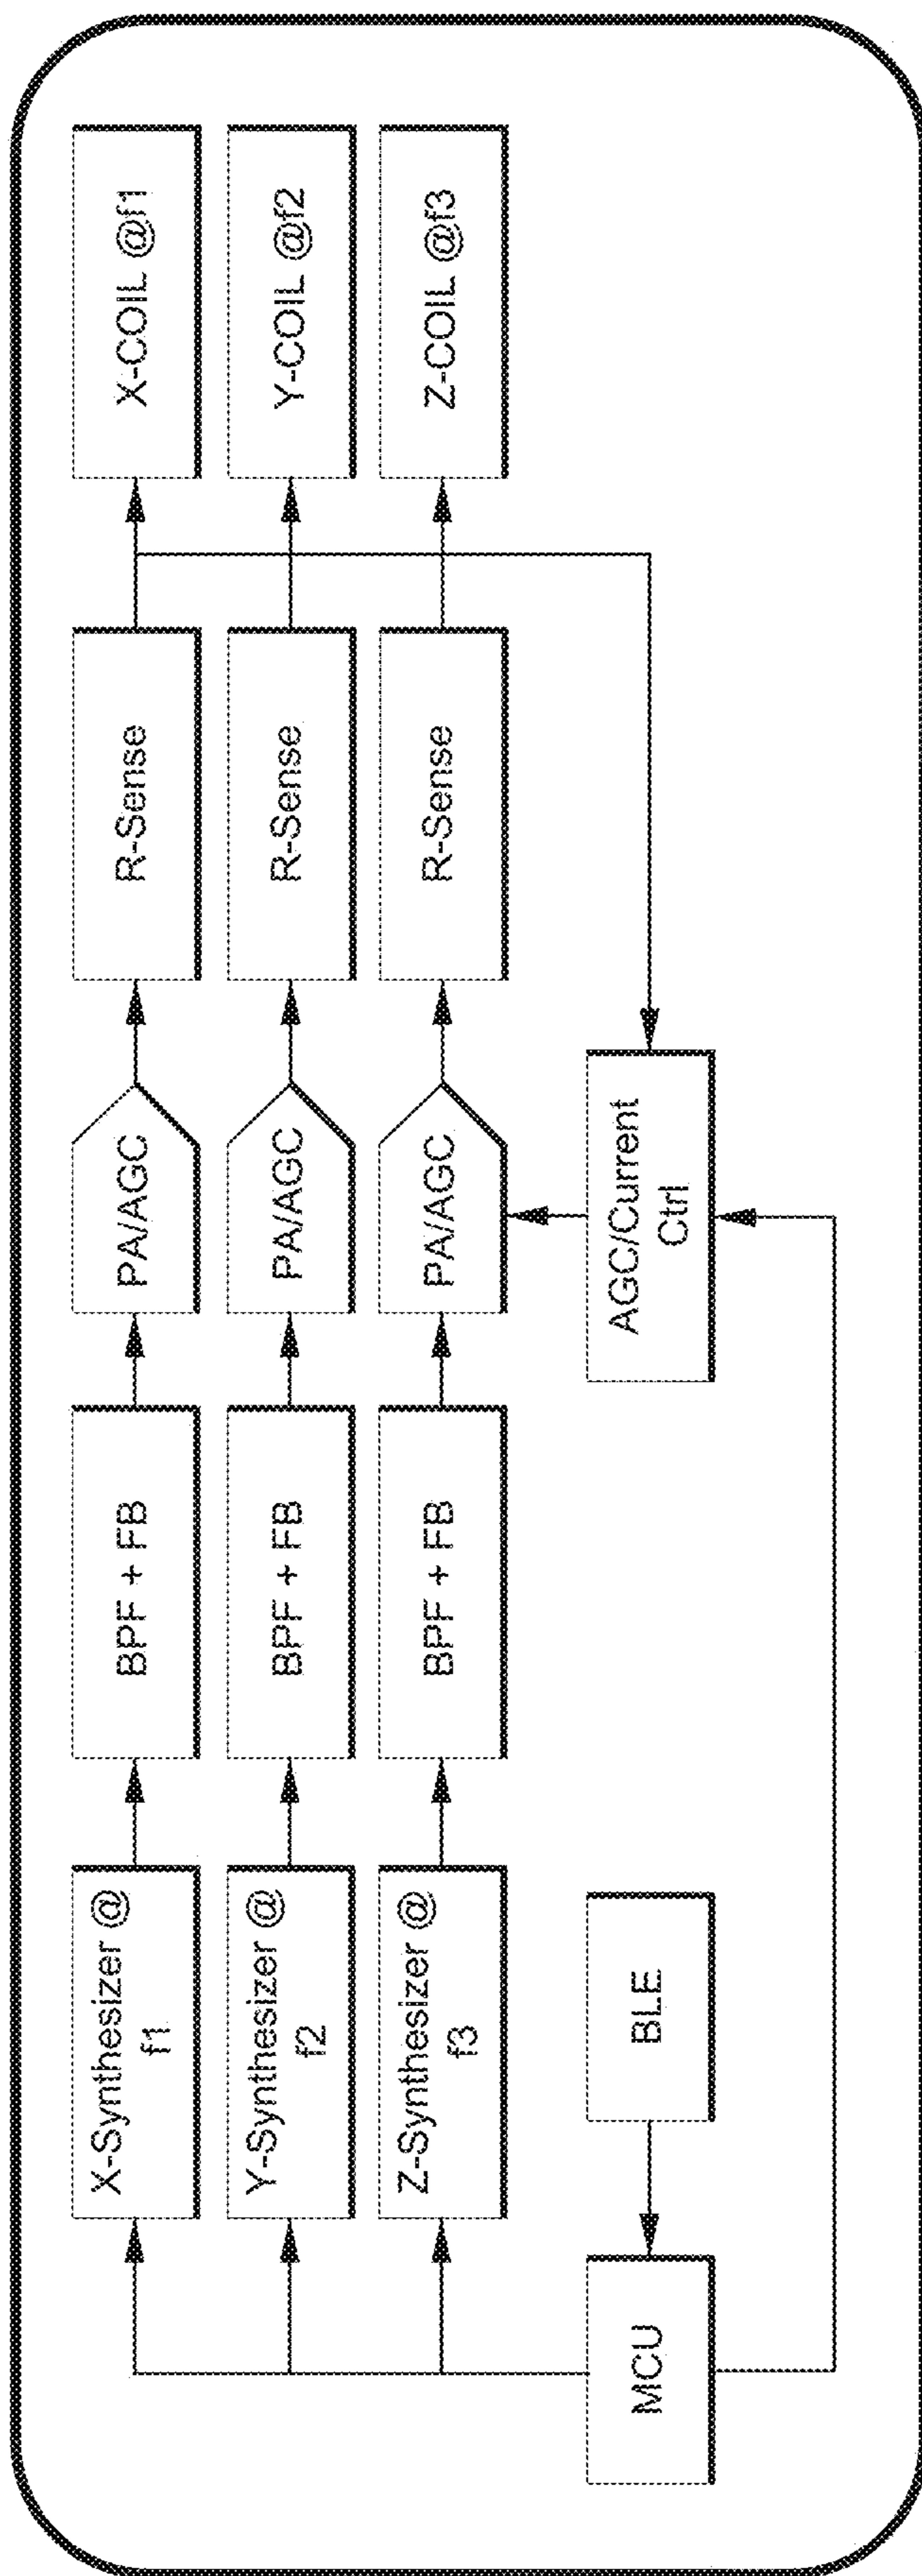 X-Synthesizer @
f1
BPF + FB
PA/AGC
R-Sense
X-COIL @f1
Y-Synthesizer @
f2
BPF + FB
PA/AGC
R-Sense
Y-COIL @f2
Z-Synthesizer @
f3
BPF + FB
PA/AGC
R-Sense
Z-COIL @f3
MCU
BLE
AGC/Current
Ctrl